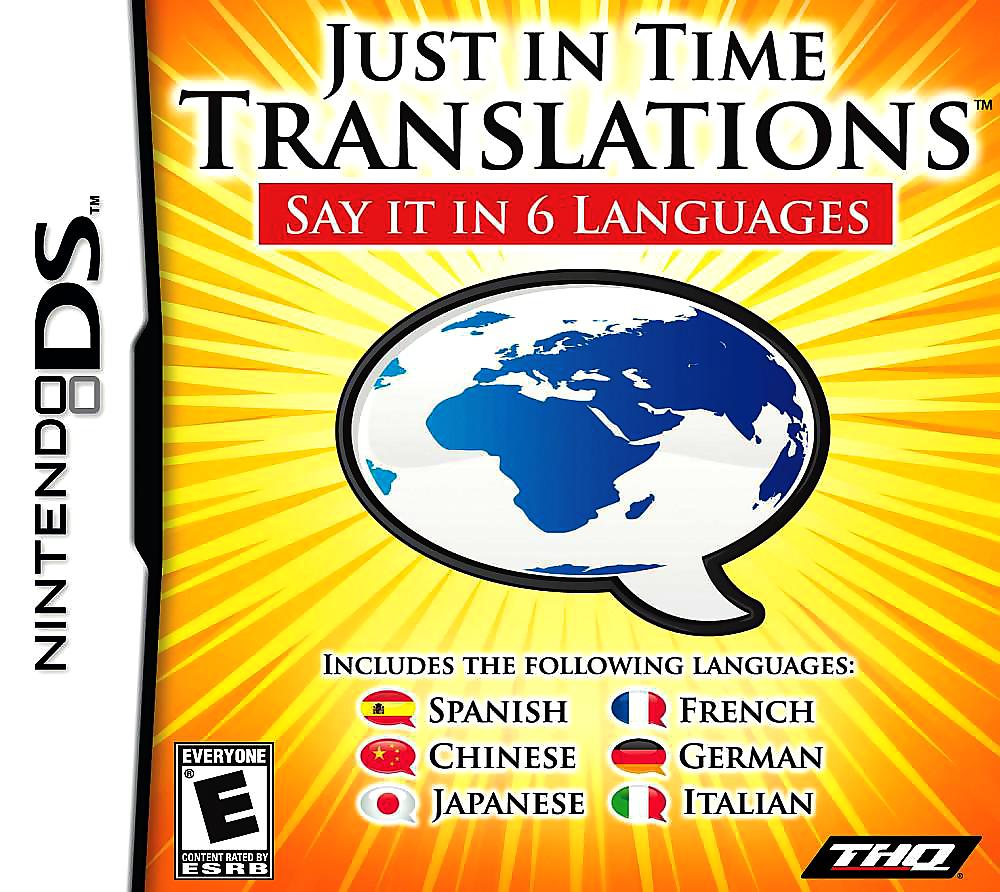 JUST IN TIME
TRANSLATIONS™
SAY IT IN 6 LANGUAGES
NINTENDO DS™
INCLUDES THE FOLLOWING LANGUAGES:
SPANISH
FRENCH
CHINESE
GERMAN
JAPANESE
ITALIAN
EVERYONE
E®
CONTENT RATED BY
ESRB
THQ®